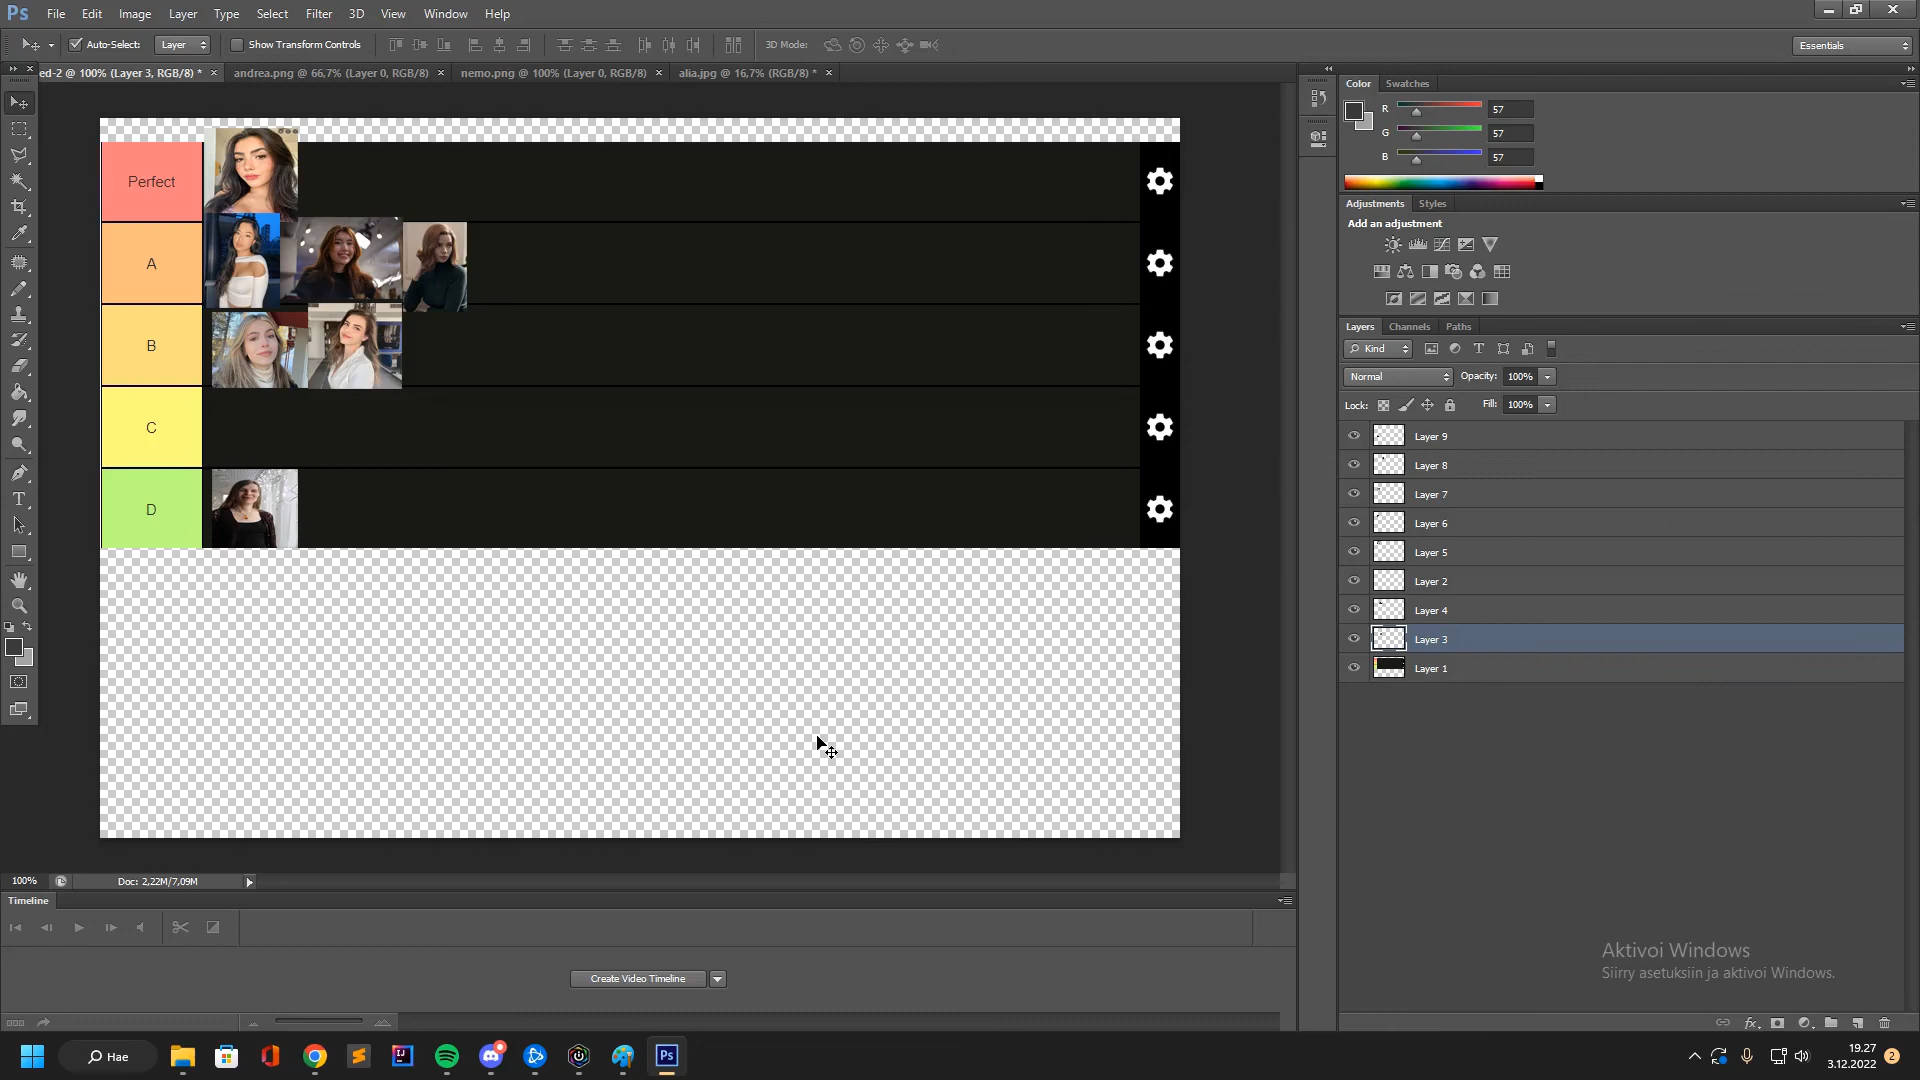 Ps File Edit Image Layer Type Select Filter 3D View Window Help
Auto-Select: Layer Show Transform Controls 3D Mode: Essentials
ed-2 @ 100% (Layer 3, RGB/8) * andrea.png @ 66,7% (Layer 0, RGB/8) nemo.png @ 100% (Layer 0, RGB/8) alia.jpg @ 16,7% (RGB/8) *
Color Swatches
R 57
G 57
B 57
Adjustments Styles
Add an adjustment
Layers Channels Paths
Kind
Normal Opacity: 100%
Lock: Fill: 100%
Layer 9
Layer 8
Layer 7
Layer 6
Layer 5
Layer 2
Layer 4
Layer 3
Layer 1
Perfect
A
B
C
D
100% Doc: 2,22M/7,09M
Timeline
Create Video Timeline
Aktivoi Windows
Siirry asetuksiin ja aktivoi Windows.
Hae
19.27
3.12.2022
2